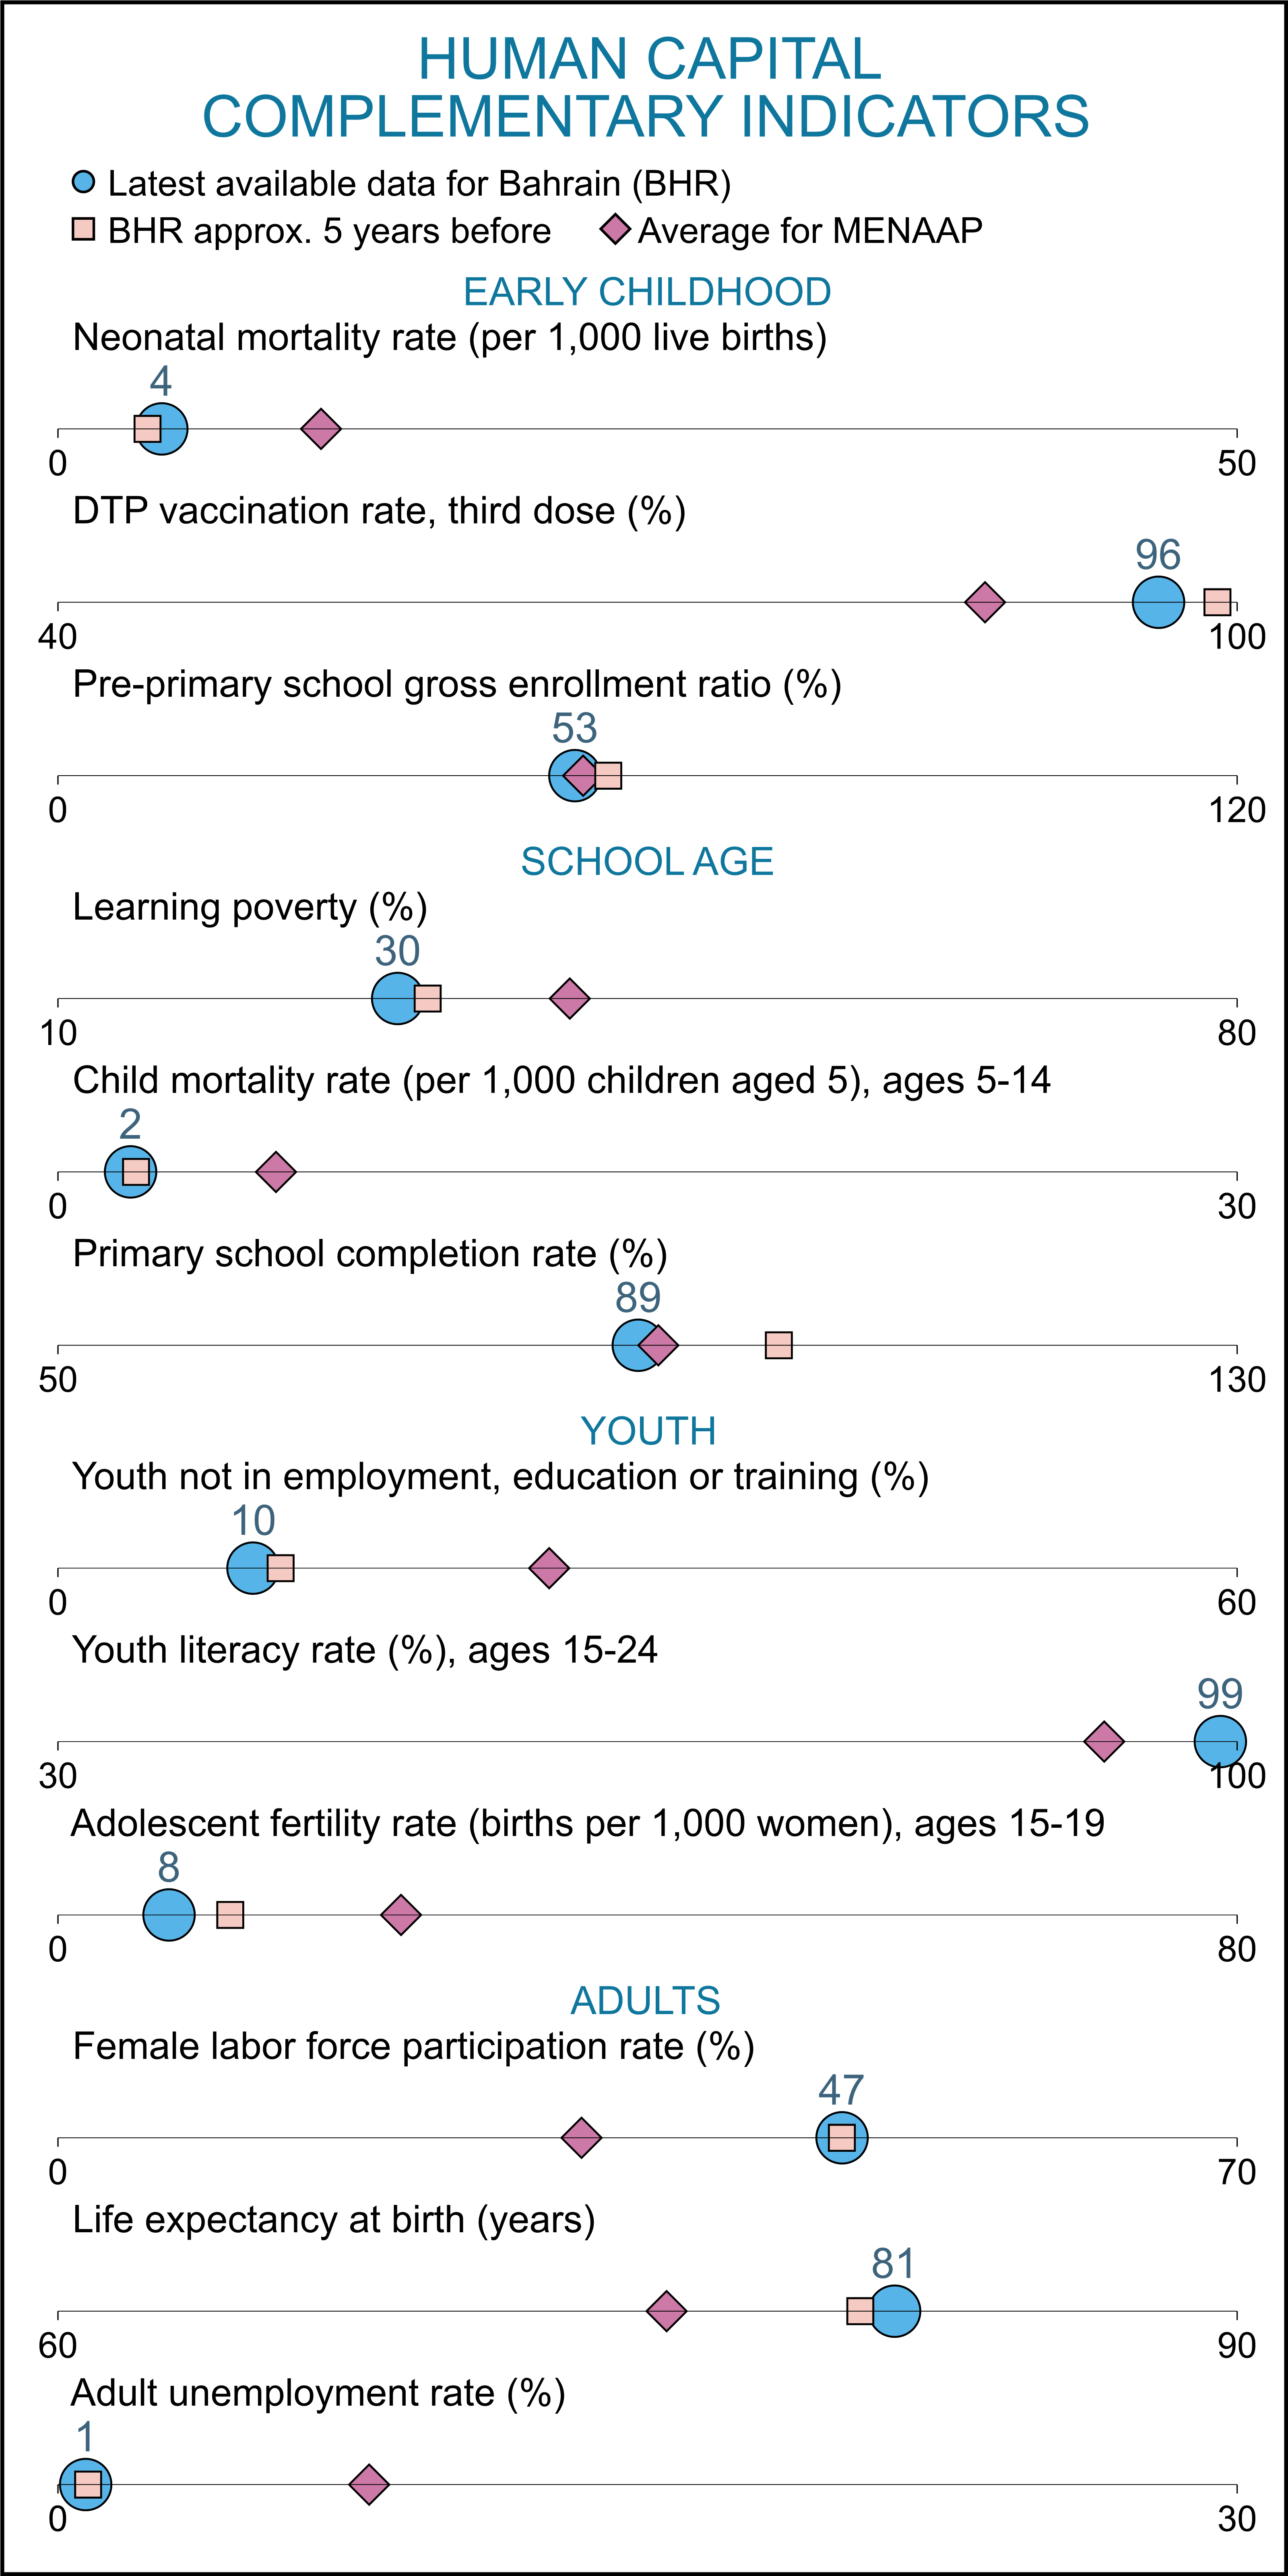 HUMAN CAPITAL
COMPLEMENTARY INDICATORS
Latest available data for Bahrain (BHR)
BHR approx. 5 years before Average for MENAAP
EARLY CHILDHOOD
Neonatal mortality rate (per 1,000 live births)
4
0 50
DTP vaccination rate, third dose (%)
96
40 100
Pre-primary school gross enrollment ratio (%)
53
0 120
SCHOOL AGE
Learning poverty (%)
30
10 80
Child mortality rate (per 1,000 children aged 5), ages 5-14
2
0 30
Primary school completion rate (%)
89
50 130
YOUTH
Youth not in employment, education or training (%)
10
0 60
Youth literacy rate (%), ages 15-24
99
30 100
Adolescent fertility rate (births per 1,000 women), ages 15-19
8
0 80
ADULTS
Female labor force participation rate (%)
47
0 70
Life expectancy at birth (years)
81
60 90
Adult unemployment rate (%)
1
0 30